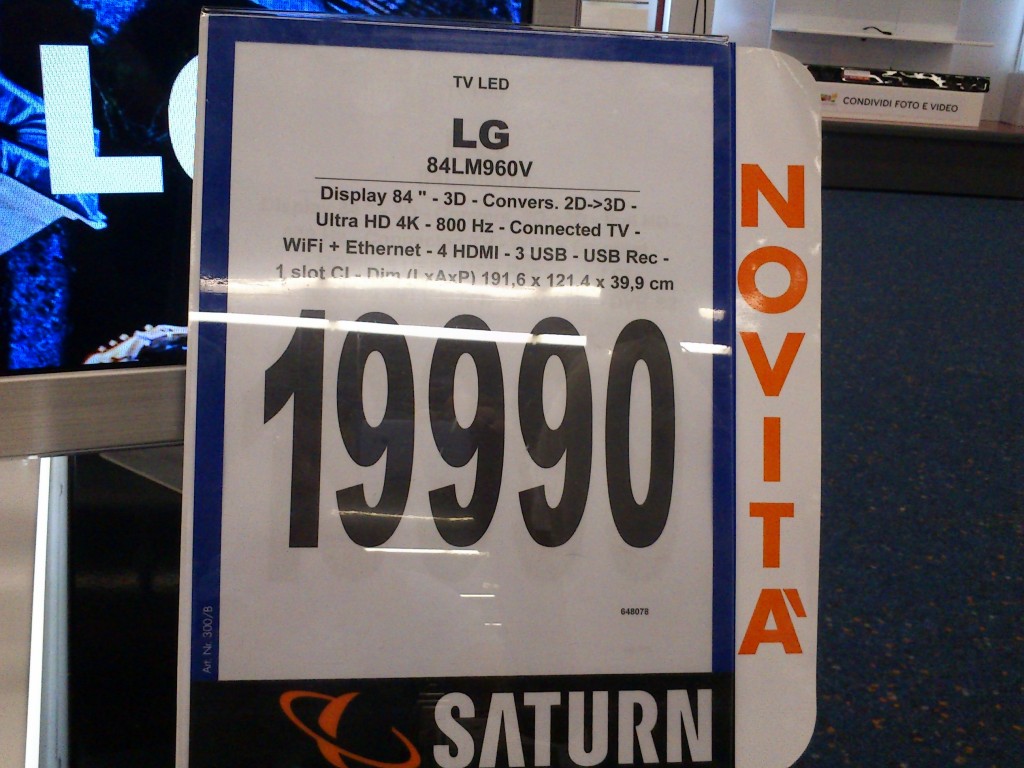 LG
TV LED
LG
84LM960V
Display 84 " - 3D - Convers. 2D->3D -
Ultra HD 4K - 800 Hz - Connected TV -
WiFi + Ethernet - 4 HDMI - 3 USB - USB Rec -
1 slot CI - Dim (LxAxP) 191,6 x 121,4 x 39,9 cm
19990
648078
Art. Nr. 300/B
SATURN
NOVITÀ
CONDIVIDI FOTO E VIDEO